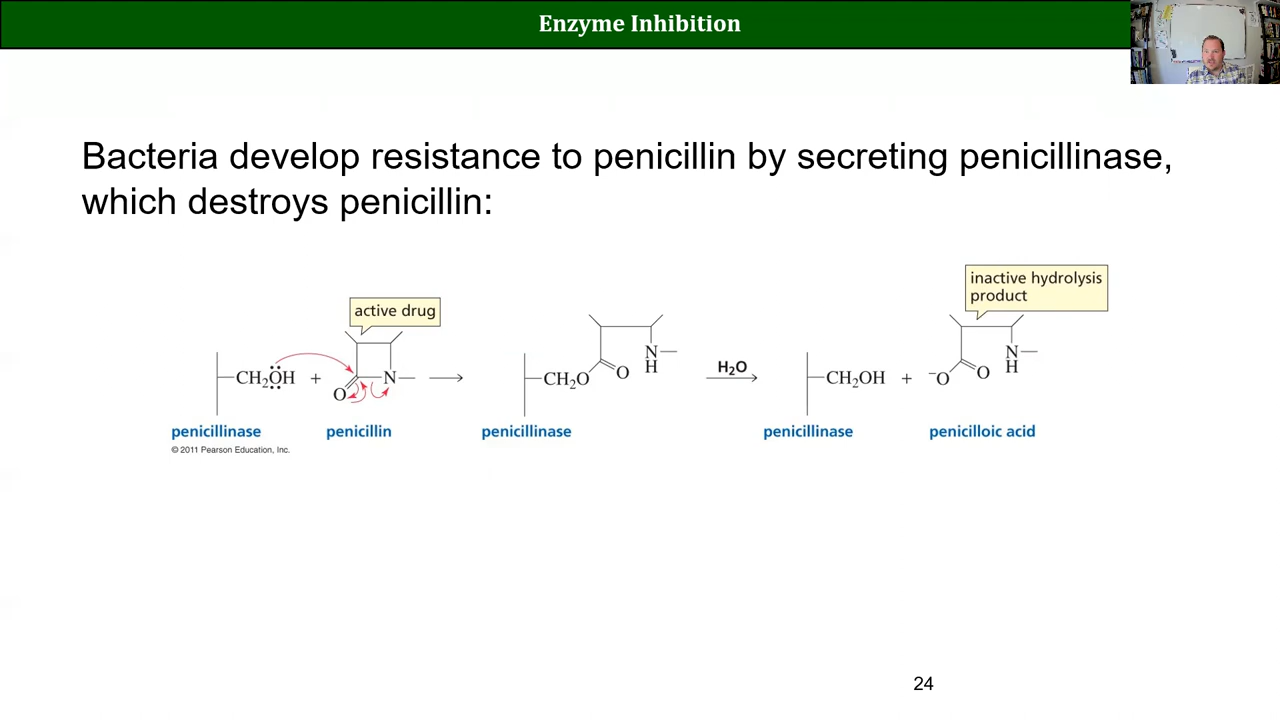 Enzyme Inhibition
Bacteria develop resistance to penicillin by secreting penicillinase,
which destroys penicillin:
inactive hydrolysis
product
active drug
CH₂ÖH + O N
CH₂O O N H
H₂O
CH₂OH + ⁻O O N H
penicillinase penicillin penicillinase penicillinase penicilloic acid
© 2011 Pearson Education, Inc.
24